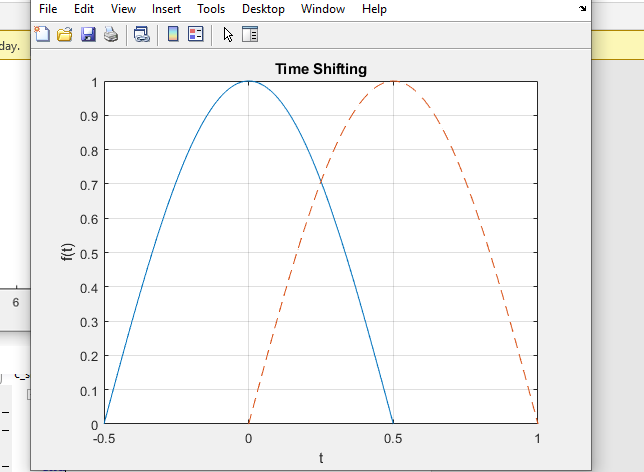 File Edit View Insert Tools Desktop Window Help
day.
Time Shifting
1
0.9
0.8
0.7
0.6
0.5
0.4
0.3
0.2
0.1
0
f(t)
-0.5 0 0.5 1
t
6